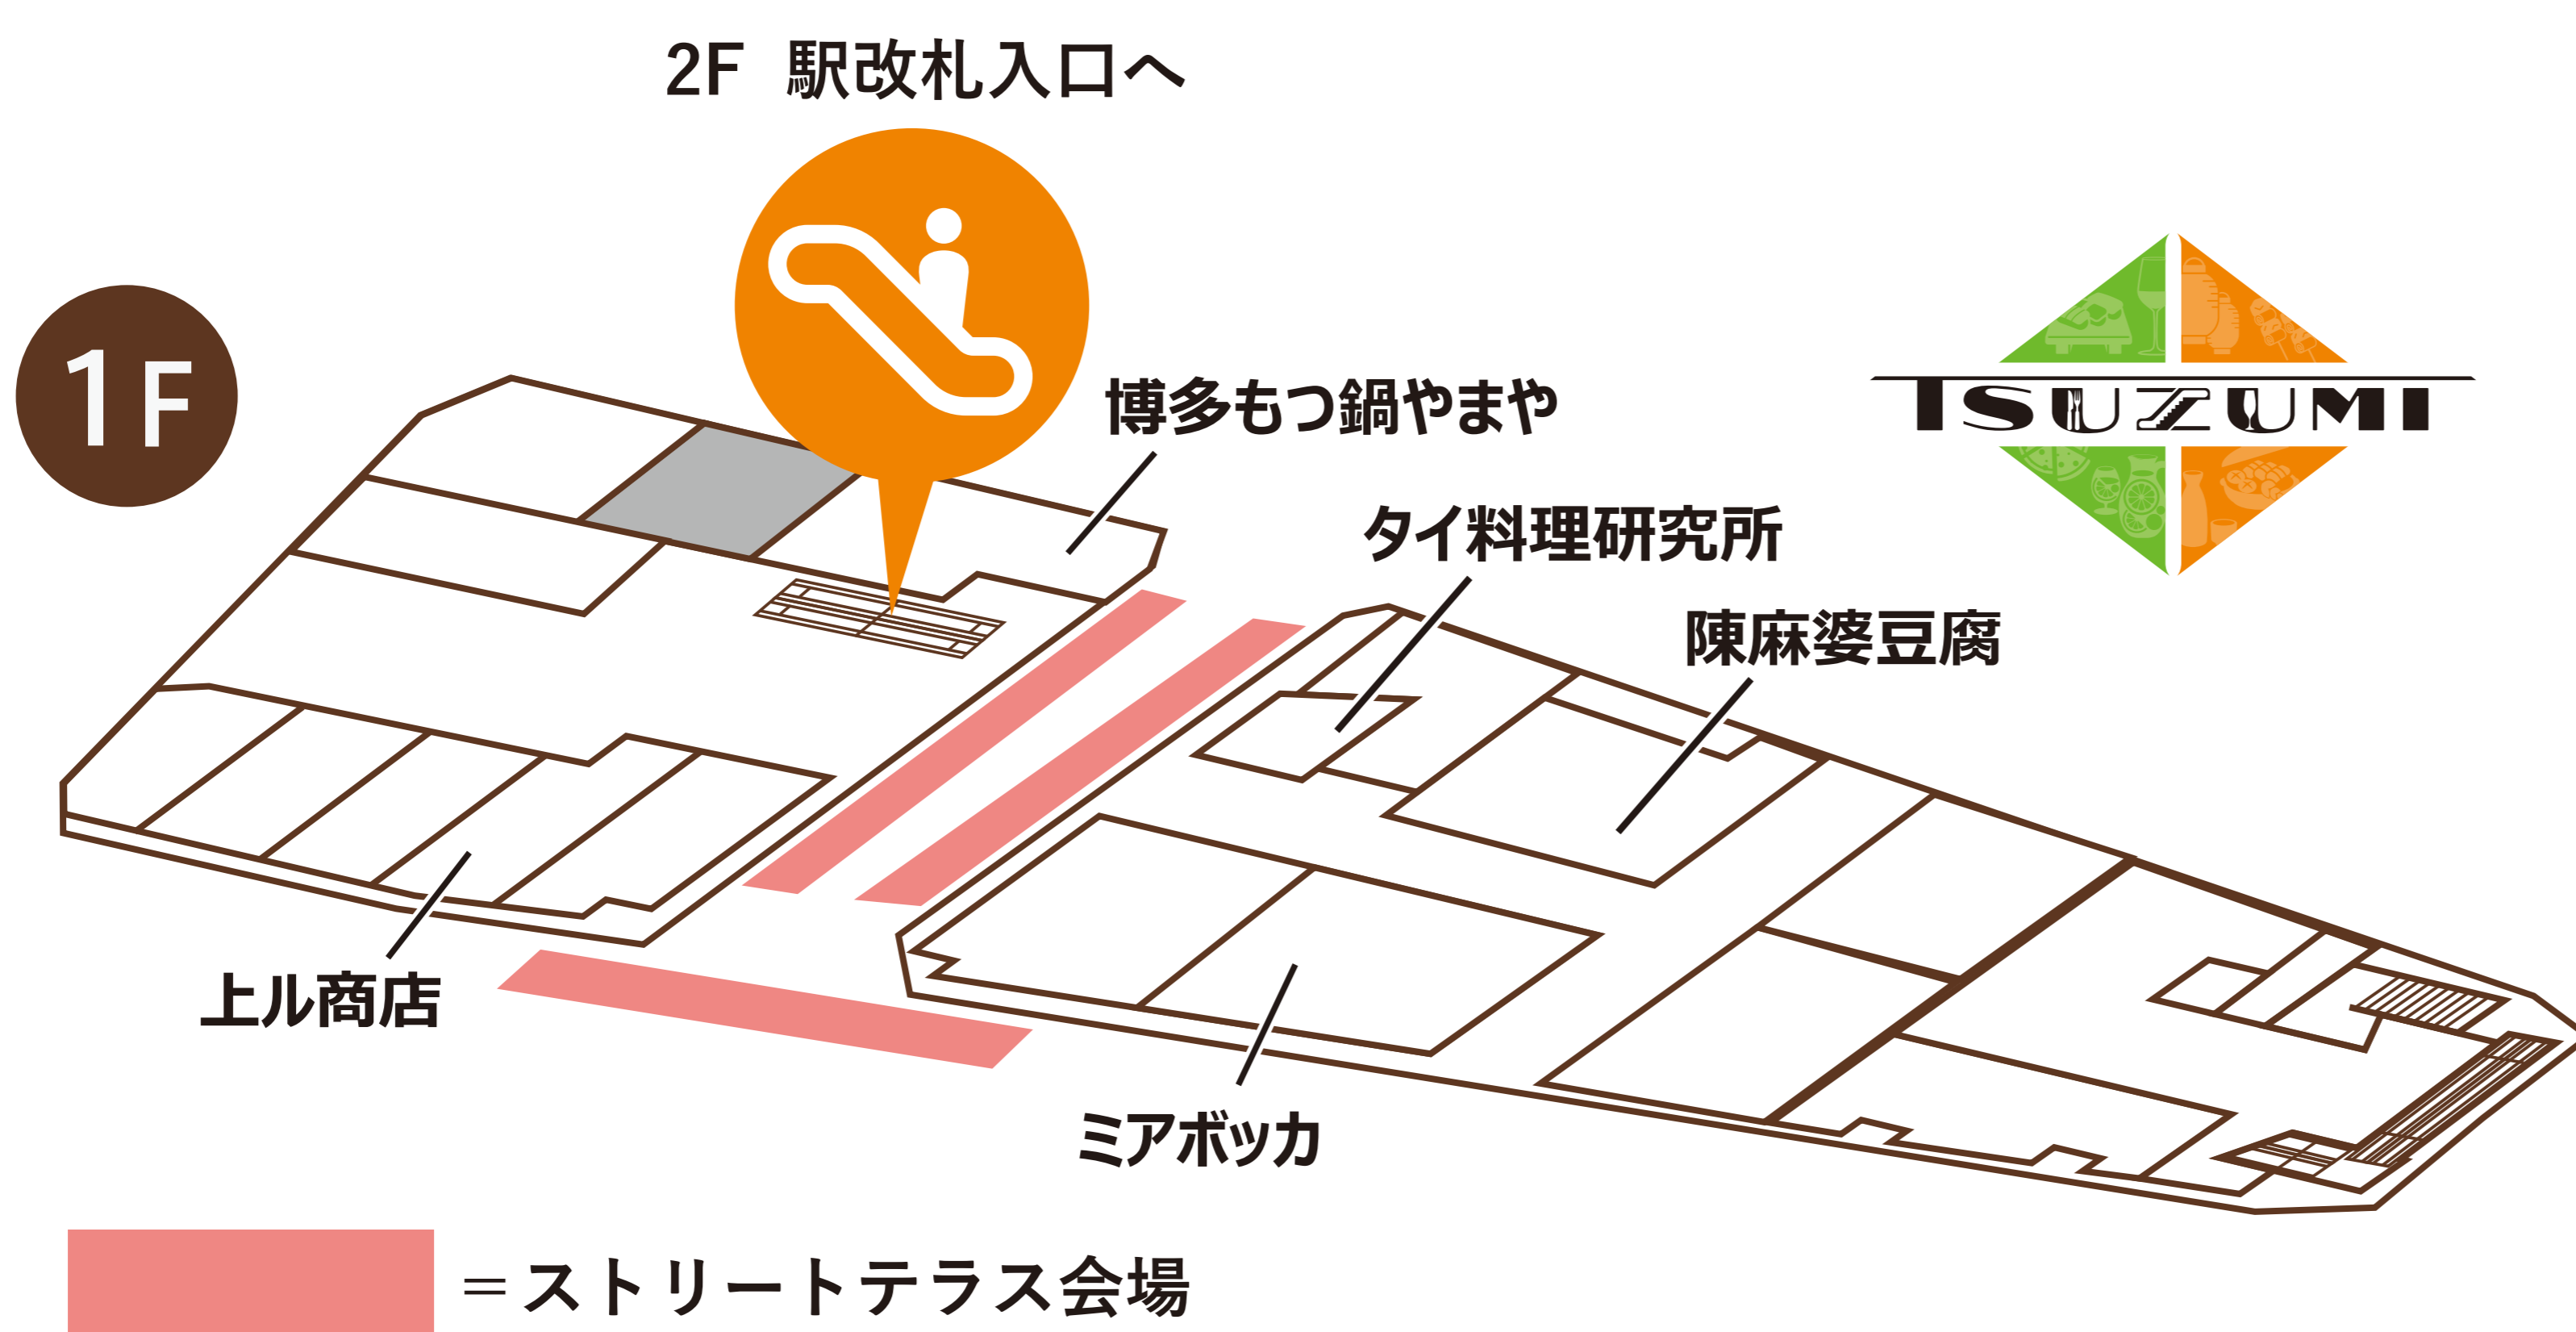 2F 駅改札入口へ
1F
博多もつ鍋やまや
TSUZUMI
タイ料理研究所
陳麻婆豆腐
上ル商店
ミアボッカ
=ストリートテラス会場